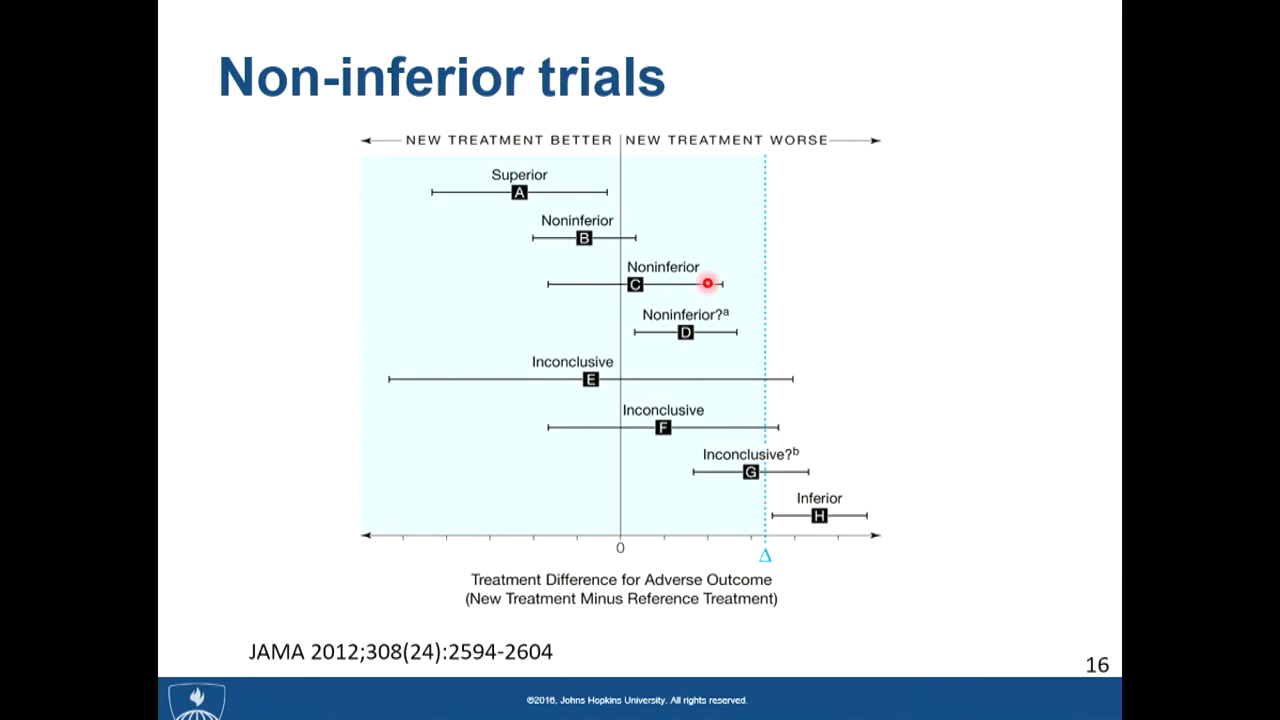 Non-inferior trials
NEW TREATMENT BETTER
NEW TREATMENT WORSE
Superior
A
Noninferior
B
Noninferior
C
Noninferior?a
D
Inconclusive
E
Inconclusive
F
Inconclusive?b
G
Inferior
H
0
Δ
Treatment Difference for Adverse Outcome
(New Treatment Minus Reference Treatment)
JAMA 2012;308(24):2594-2604
16
©2016, Johns Hopkins University. All rights reserved.